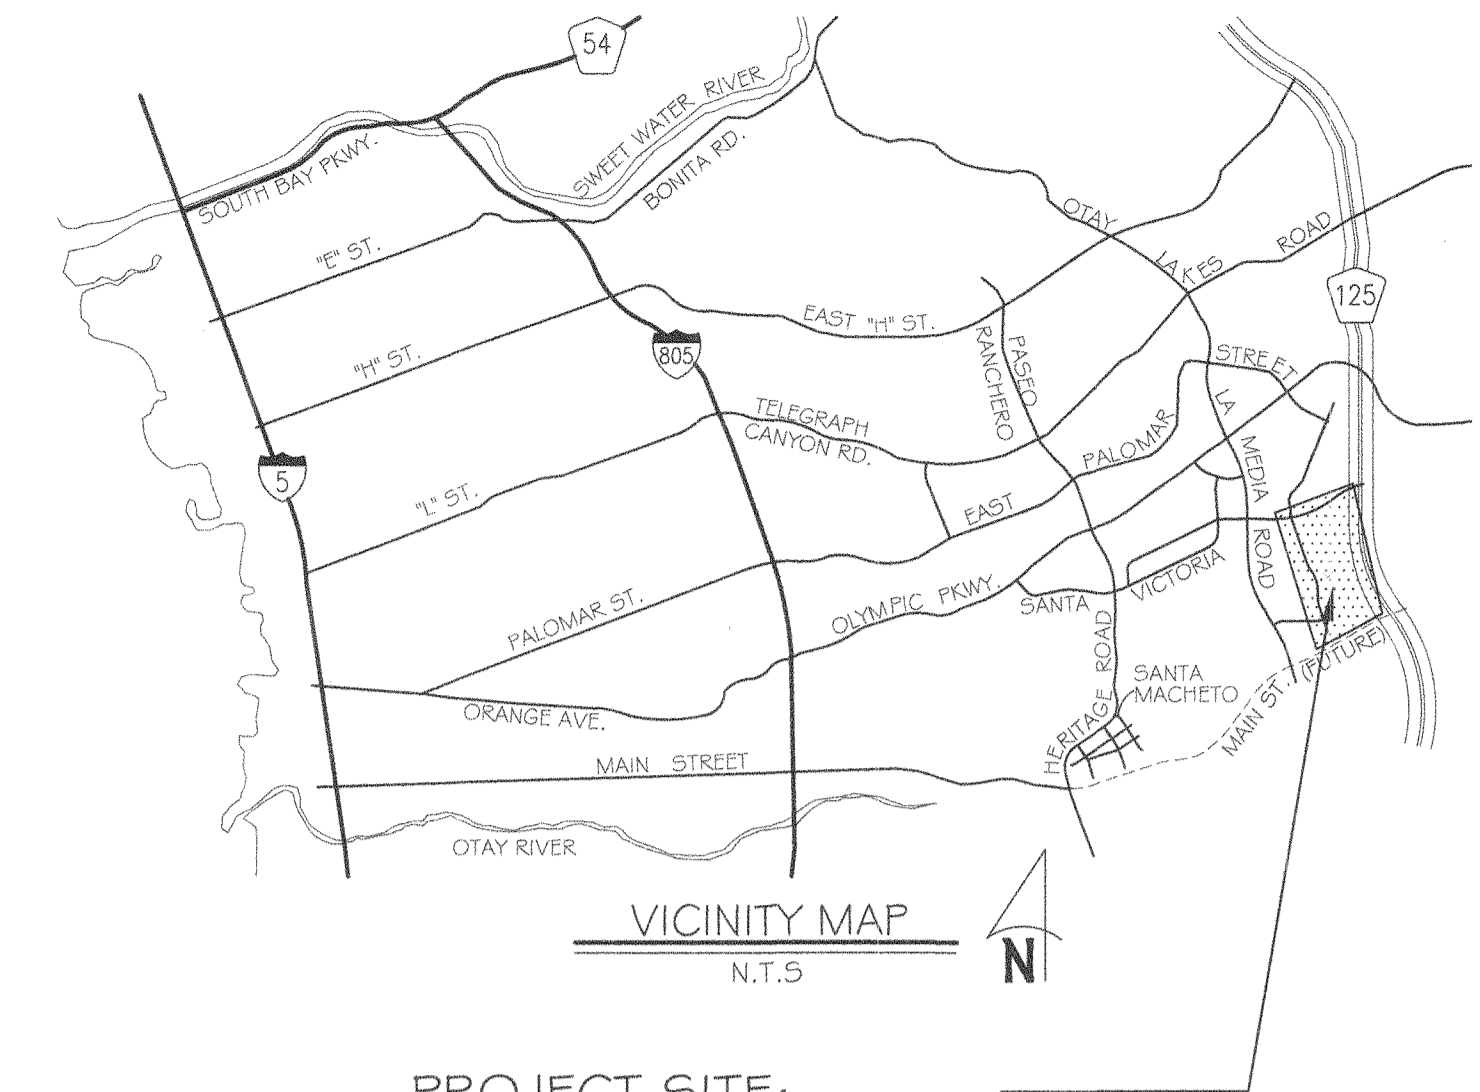 54
SWEET WATER RIVER
SOUTH BAY PKWY.
BONITA RD.
"E" ST.
OTAY LAKES ROAD
125
"H" ST.
EAST "H" ST.
805
PASEO
RANCHERO
STREET
TELEGRAPH
CANYON RD.
LA MEDIA ROAD
PALOMAR
5
"L" ST.
EAST
PALOMAR ST.
OLYMPIC PKWY.
SANTA VICTORIA
HERITAGE ROAD
SANTA
MACHETO
MAIN ST. (FUTURE)
ORANGE AVE.
MAIN STREET
OTAY RIVER
VICINITY MAP
N.T.S
N
PROJECT SITE: